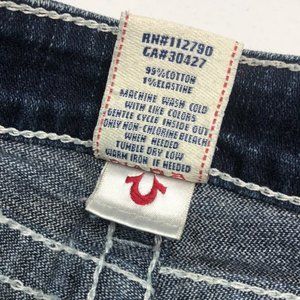 RN#112790
CA#30427
99%COTTON
1%ELASTINE
MACHINE WASH COLD
WITH LIKE COLORS
GENTLE CYCLE INSIDE OUT
ONLY NON-CHLORINE BLEACH
WHEN NEEDED
TUMBLE DRY LOW
WARM IRON IF NEEDED